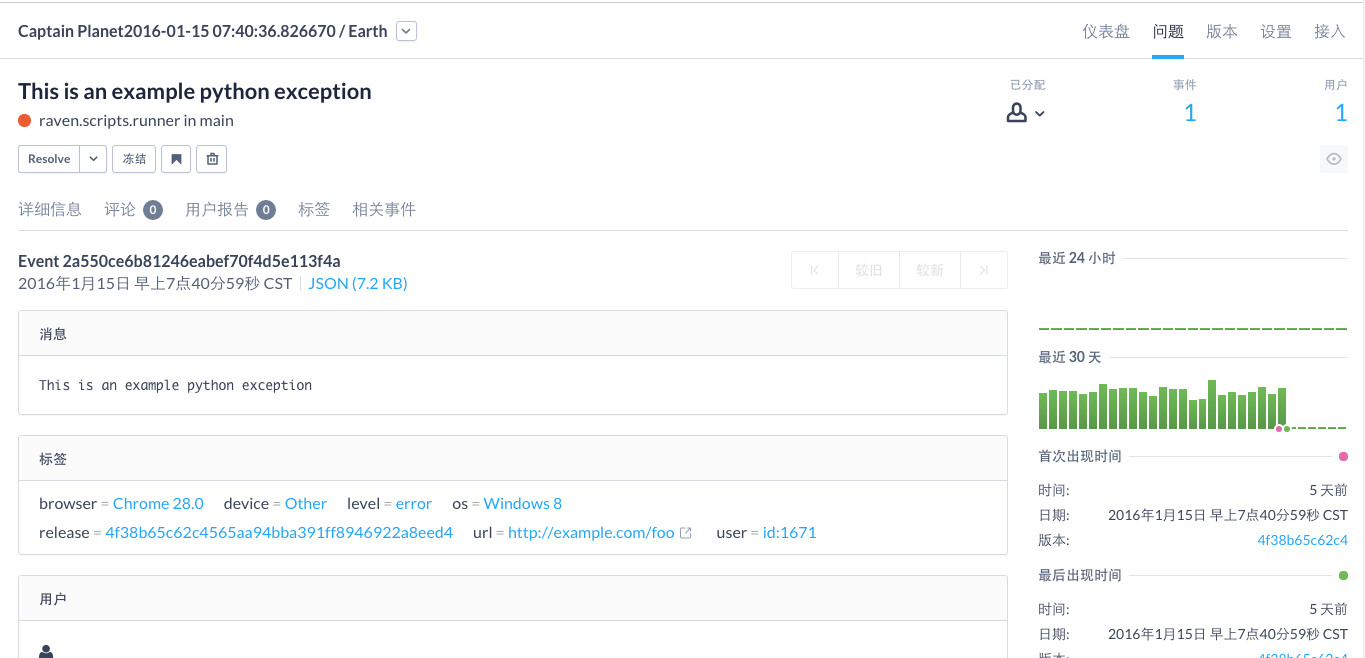 Captain Planet2016-01-15 07:40:36.826670 / Earth
仪表盘 问题 版本 设置 接入
This is an example python exception
已分配 事件 用户
raven.scripts.runner in main
1 1
Resolve 冻结
详细信息 评论 0 用户报告 0 标签 相关事件
Event 2a550ce6b81246eabef70f4d5e113f4a
2016年1月15日 早上7点40分59秒 CST JSON (7.2 KB)
较旧 较新
消息
This is an example python exception
标签
browser = Chrome 28.0 device = Other level = error os = Windows 8
release = 4f38b65c62c4565aa94bba391ff8946922a8eed4 url = http://example.com/foo user = id:1671
用户
最近 24 小时
最近 30 天
首次出现时间
时间: 5 天前
日期: 2016年1月15日 早上7点40分59秒 CST
版本: 4f38b65c62c4
最后出现时间
时间: 5 天前
日期: 2016年1月15日 早上7点40分59秒 CST
版本: 4f38b65c62c4